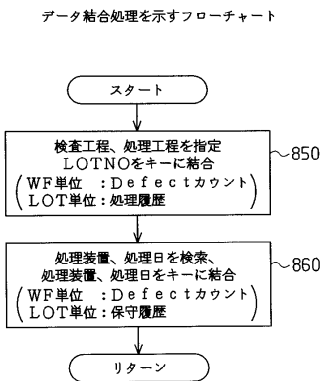 データ結合処理を示すフローチャート
スタート
検査工程、処理工程を指定
LOTNOをキーに結合
(WF単位 :Defectカウント
LOT単位:処理履歴)
850
処理装置、処理日を検索、
処理装置、処理日をキーに結合
(WF単位 :Defectカウント
LOT単位:保守履歴)
860
リターン